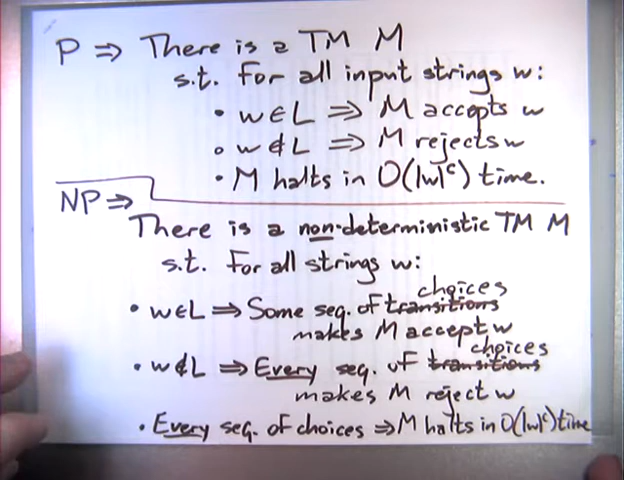 P ⇒ There is a TM M
s.t. For all input strings w:
• w∈L ⇒ M accepts w
• w∉L ⇒ M rejects w
• M halts in O(|w|^c) time.
NP ⇒
There is a non-deterministic TM M
s.t. For all strings w:
choices
• w∈L ⇒ Some seq. of transitions
makes M accept w
choices
• w∉L ⇒ Every seq. of transitions
makes M reject w
• Every seq. of choices ⇒ M halts in O(|w|^c) time